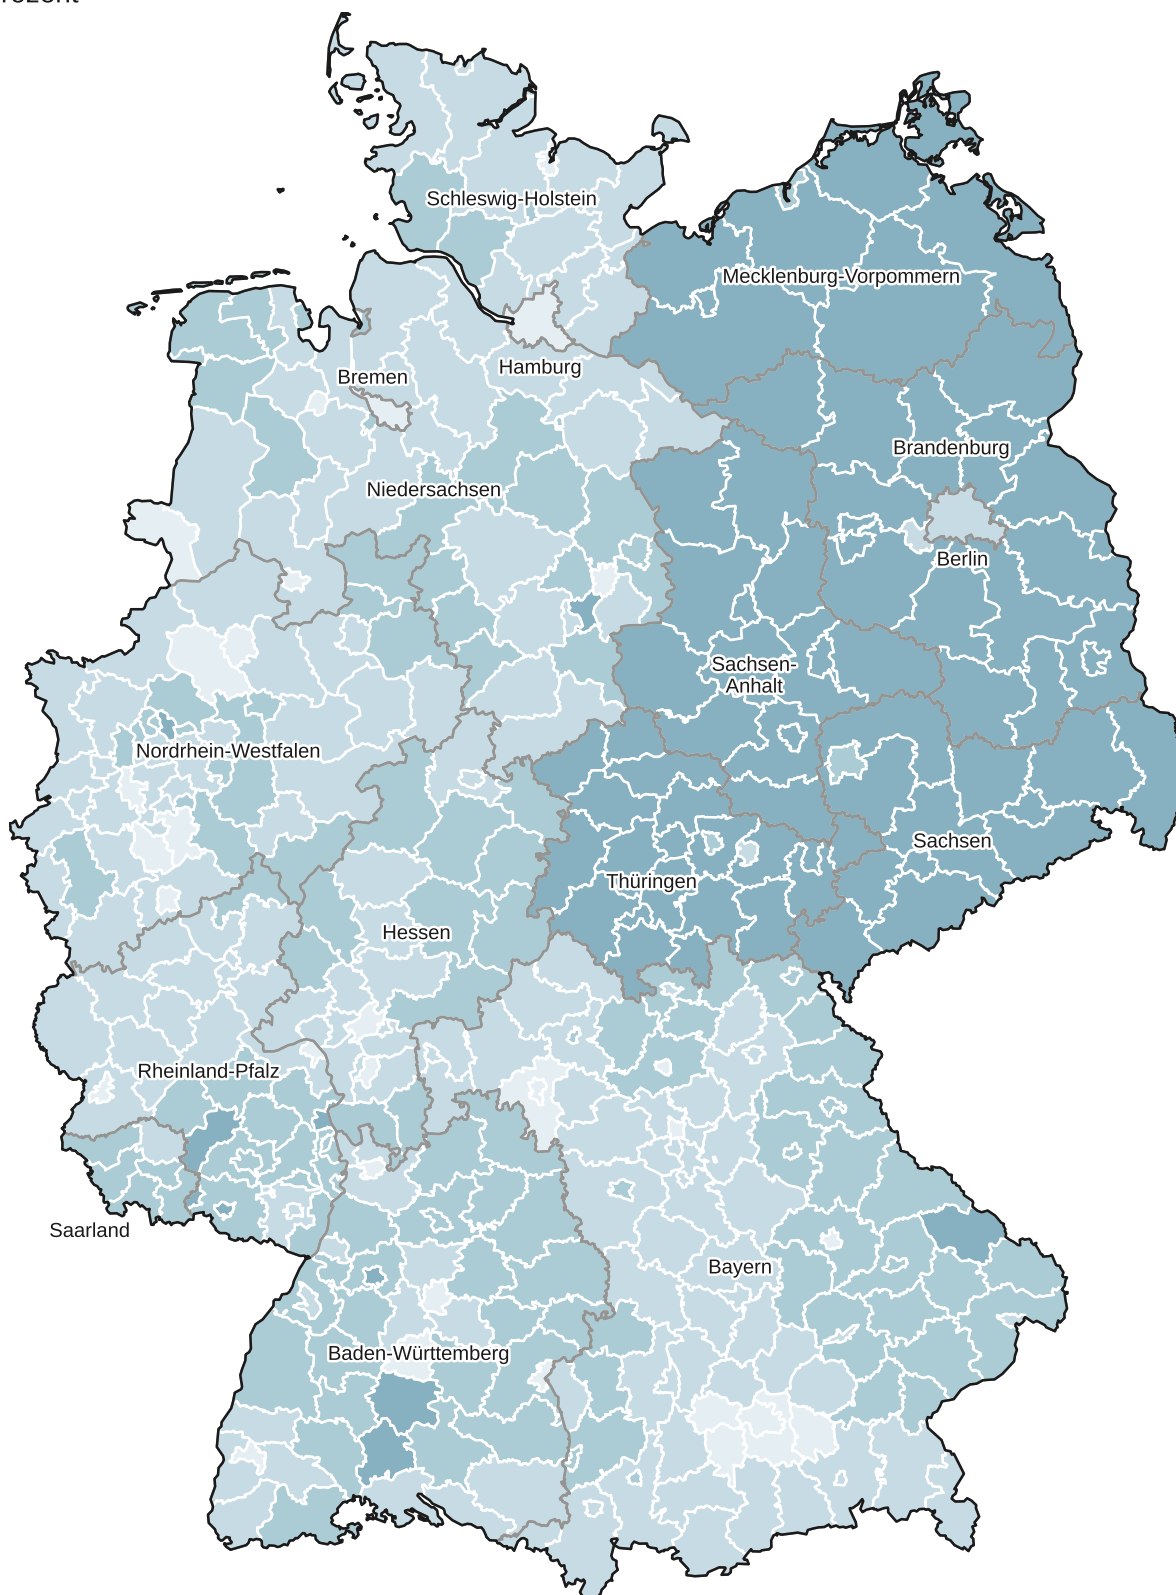 Schleswig-Holstein
Mecklenburg-Vorpommern
Hamburg
Bremen
Brandenburg
Niedersachsen
Berlin
Sachsen-
Anhalt
Nordrhein-Westfalen
Sachsen
Thüringen
Hessen
Rheinland-Pfalz
Saarland
Bayern
Baden-Württemberg